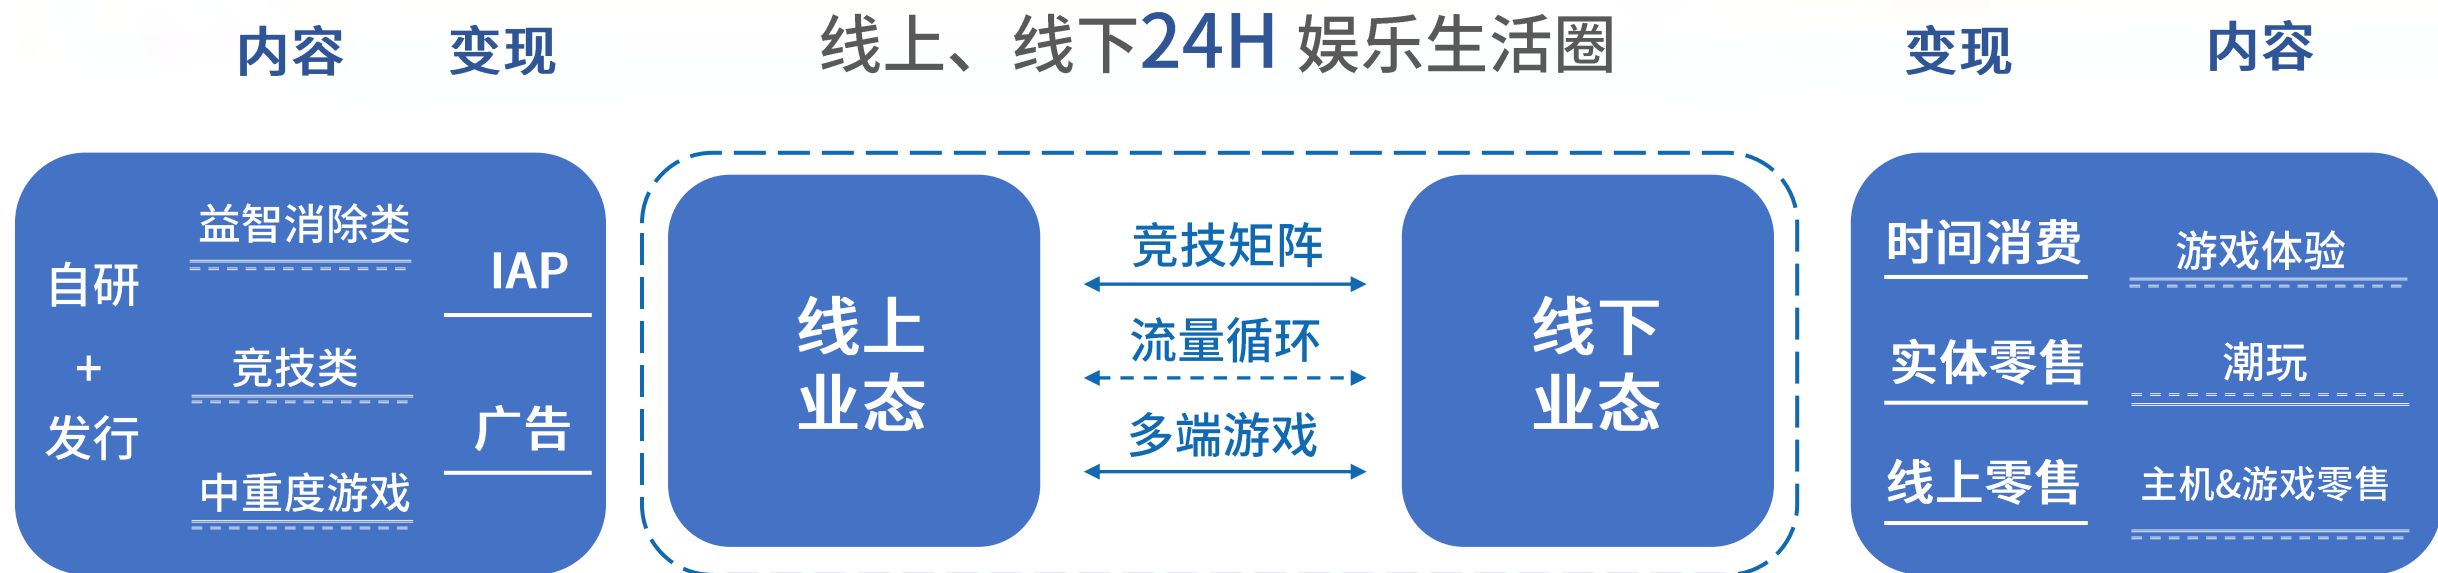 内容
变现
线上、线下24H 娱乐生活圈
变现
内容
自研
+
发行
益智消除类
竞技类
中重度游戏
IAP
广告
线上
业态
竞技矩阵
流量循环
多端游戏
线下
业态
时间消费
实体零售
线上零售
游戏体验
潮玩
主机&游戏零售